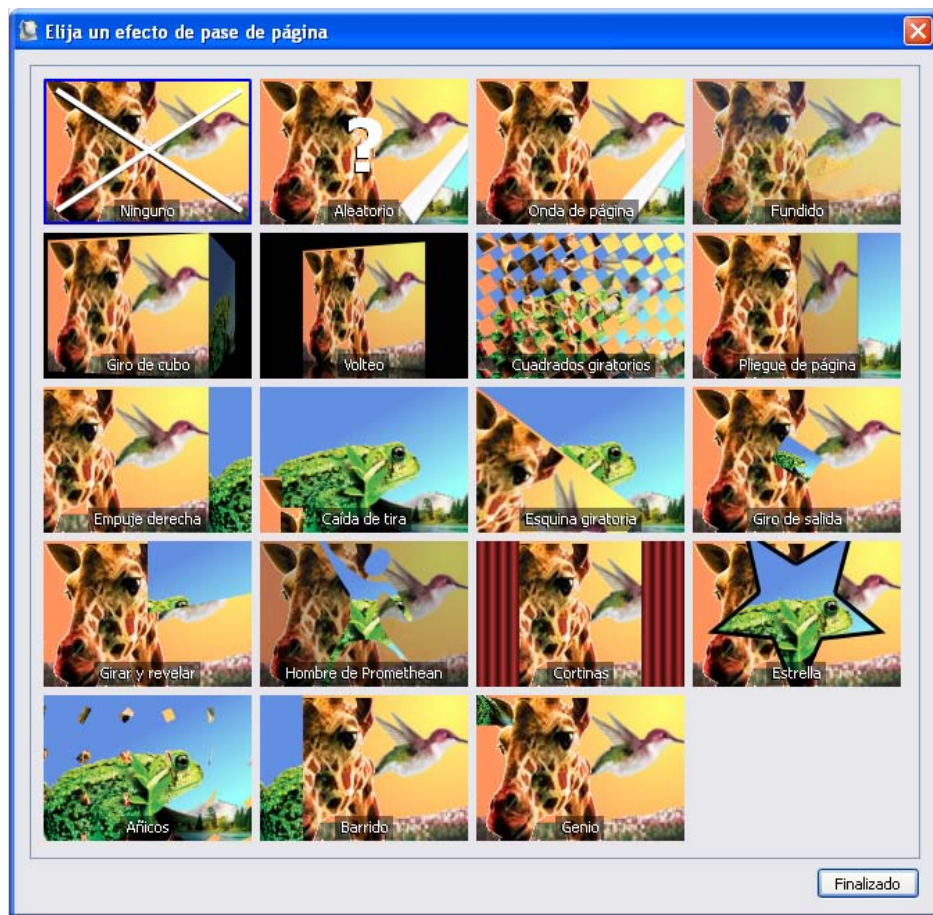 Elija un efecto de pase de página
Ninguno
?
Aleatorio
Onda de página
Fundido
Giro de cubo
Volteo
Cuadrados giratorios
Pliegue de página
Empuje derecha
Caída de tira
Esquina giratoria
Giro de salida
Girar y revelar
Hombre de Promethean
Cortinas
Estrella
Añicos
Barrido
Genio
Finalizado